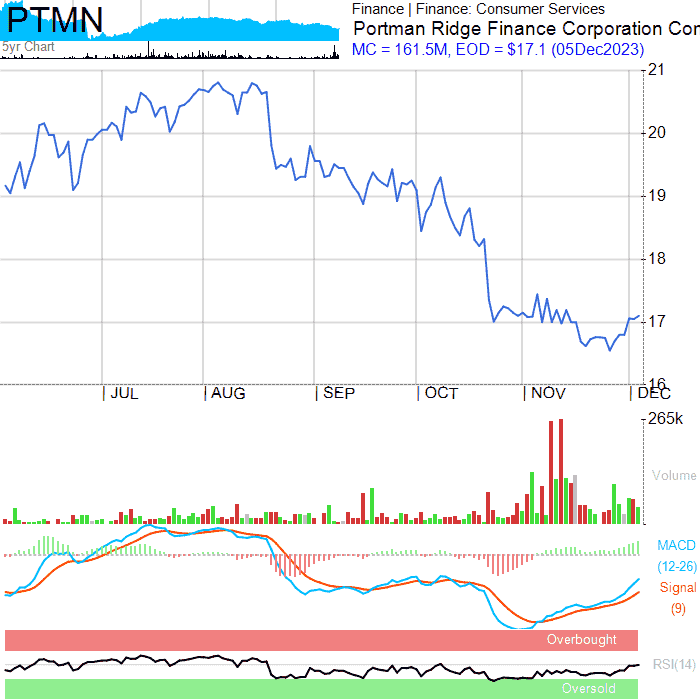 PTMN
5yr Chart
Finance | Finance: Consumer Services
Portman Ridge Finance Corporation Con
MC = 161.5M, EOD = $17.1 (05Dec2023)
21
20
19
18
17
16
| JUL | AUG | SEP | OCT | NOV | DEC
265k
Volume
MACD
(12-26)
Signal
(9)
Overbought
RSI(14)
Oversold